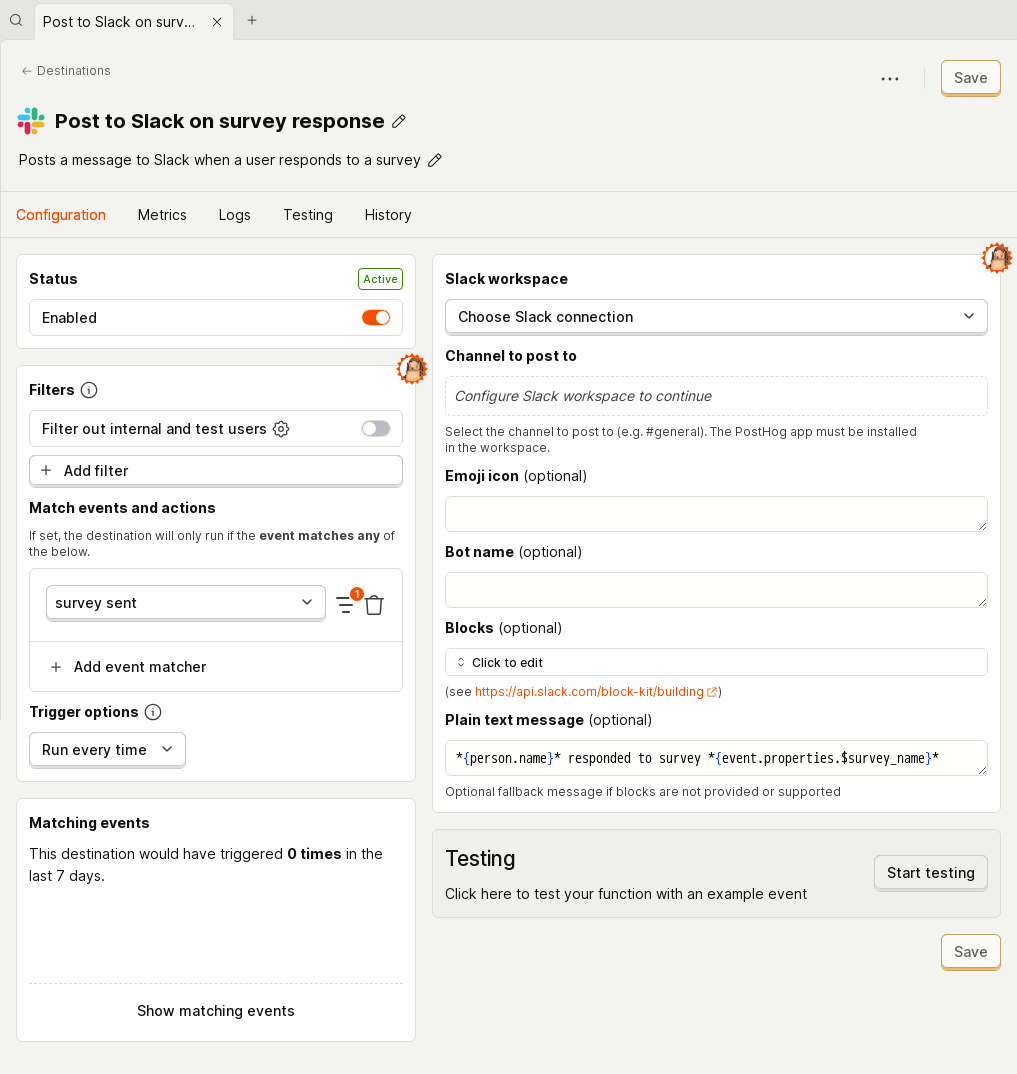 Post to Slack on surv...
← Destinations
Save
Post to Slack on survey response
Posts a message to Slack when a user responds to a survey
Configuration
Metrics
Logs
Testing
History
Status
Active
Enabled
Filters
Filter out internal and test users
Add filter
Match events and actions
If set, the destination will only run if the event matches any of
the below.
survey sent
1
Add event matcher
Trigger options
Run every time
Matching events
This destination would have triggered 0 times in the
last 7 days.
Show matching events
Slack workspace
Choose Slack connection
Channel to post to
Configure Slack workspace to continue
Select the channel to post to (e.g. #general). The PostHog app must be installed
in the workspace.
Emoji icon (optional)
Bot name (optional)
Blocks (optional)
Click to edit
(see https://api.slack.com/block-kit/building)
Plain text message (optional)
*{person.name}* responded to survey *{event.properties.$survey_name}*
Optional fallback message if blocks are not provided or supported
Testing
Click here to test your function with an example event
Start testing
Save